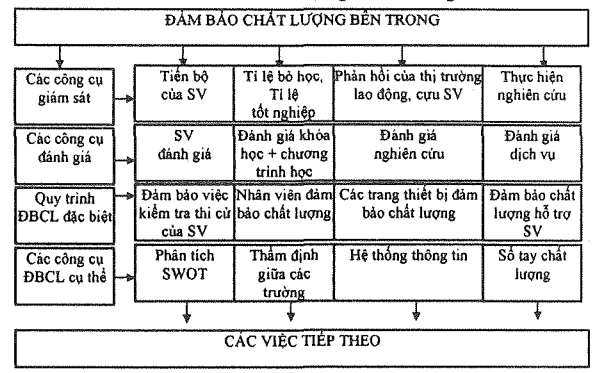 ĐẢM BẢO CHẤT LƯỢNG BÊN TRONG
Các công cụ
giám sát
Tiến bộ
của SV
Tỉ lệ bỏ học,
Tỉ lệ
tốt nghiệp
Phản hồi của thị trường
lao động, cựu SV
Thực hiện
nghiên cứu
Các công cụ
đánh giá
SV
đánh giá
Đánh giá khóa
học + chương
trình học
Đánh giá
nghiên cứu
Đánh giá
dịch vụ
Quy trình
ĐBCL đặc biệt
Đảm bảo việc
kiểm tra thi cử
của SV
Nhân viên đảm
bảo chất lượng
Các trang thiết bị đảm
bảo chất lượng
Đảm bảo chất
lượng hỗ trợ
SV
Các công cụ
ĐBCL cụ thể
Phân tích
SWOT
Thẩm định
giữa các
trường
Hệ thống thông tin
Sổ tay chất
lượng
CÁC VIỆC TIẾP THEO